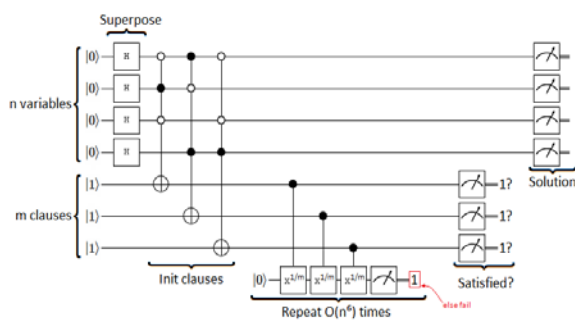 Superpose
n variables
|0⟩ H
|0⟩ H
|0⟩ H
|0⟩ H
Solution
m clauses
|1⟩ 1?
|1⟩ 1?
|1⟩ 1?
Init clauses
|0⟩ X^1/m X^1/m X^1/m 1
else fail
Satisfied?
Repeat O(n⁶) times